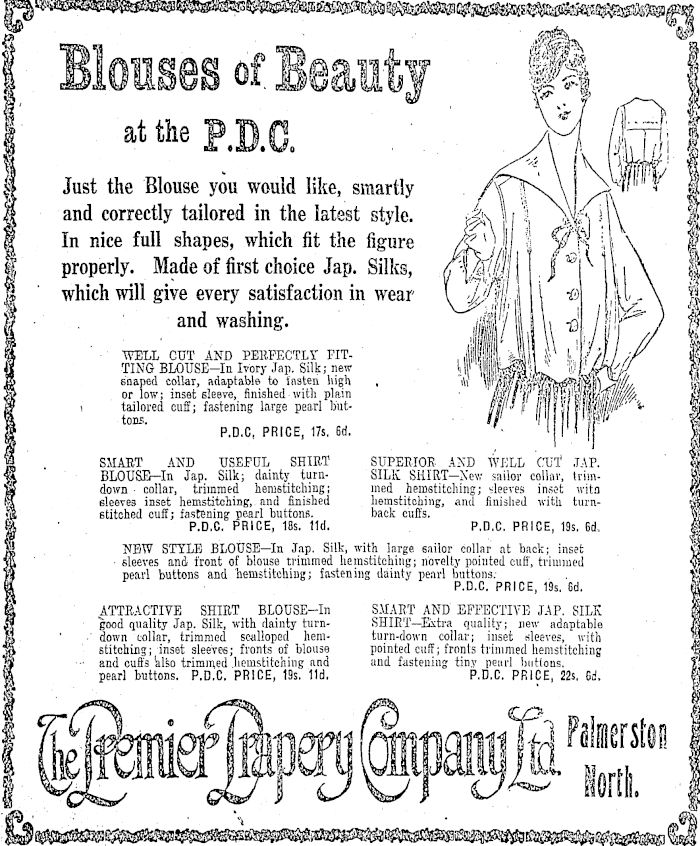 Blouses of Beauty
at the P.D.C.
Just the Blouse you would like, smartly
and correctly tailored in the latest style.
In nice full shapes, which fit the figure
properly. Made of first choice Jap. Silks,
which will give every satisfaction in wear
and washing.
WELL CUT AND PERFECTLY FIT-
TING BLOUSE—In Ivory Jap. Silk; new
snaped collar, adaptable to fasten high
or low; inset sleeve, finished with plain
tailored cuff; fastening large pearl but-
tons.
P.D.C. PRICE, 17s. 6d.
SMART AND USEFUL SHIRT
BLOUSE—In Jap. Silk; dainty turn-
down collar, trimmed hemstitching;
sleeves inset hemstitching, and finished
stitched cuff; fastening pearl buttons.
P.D.C. PRICE, 18s. 11d.
SUPERIOR AND WELL CUT JAP.
SILK SHIRT—New sailor collar, trim-
med hemstitching; sleeves inset with
hemstitching, and finished with turn-
back cuffs.
P.D.C. PRICE, 19s. 6d.
NEW STYLE BLOUSE—In Jap. Silk, with large sailor collar at back; inset
sleeves and front of blouse trimmed hemstitching; novelty pointed cuff, trimmed
pearl buttons and hemstitching; fastening dainty pearl buttons.
P.D.C. PRICE, 19s. 6d.
ATTRACTIVE SHIRT BLOUSE—In
good quality Jap. Silk, with dainty turn-
down collar, trimmed scalloped hem-
stitching; inset sleeves; fronts of blouse
and cuffs also trimmed hemstitching and
pearl buttons. P.D.C. PRICE, 19s. 11d.
SMART AND EFFECTIVE JAP. SILK
SHIRT—Extra quality; new adaptable
turn-down collar; inset sleeves, with
pointed cuff; fronts trimmed hemstitching
and fastening tiny pearl buttons.
P.D.C. PRICE, 22s. 6d.
The Premier Drapery Company Ltd.
Palmerston
North.